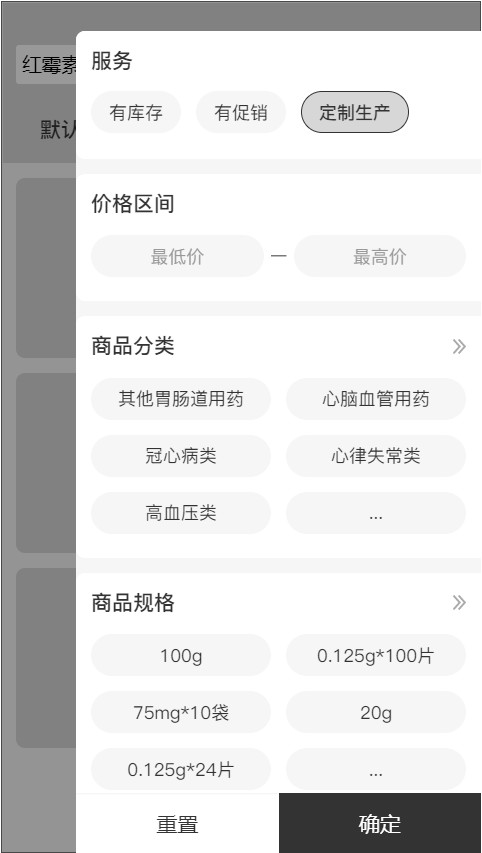 红霉素
默认
服务
有库存 有促销 定制生产
价格区间
最低价 — 最高价
商品分类
其他胃肠道用药 心脑血管用药
冠心病类 心律失常类
高血压类 ...
商品规格
100g 0.125g*100片
75mg*10袋 20g
0.125g*24片 ...
重置 确定